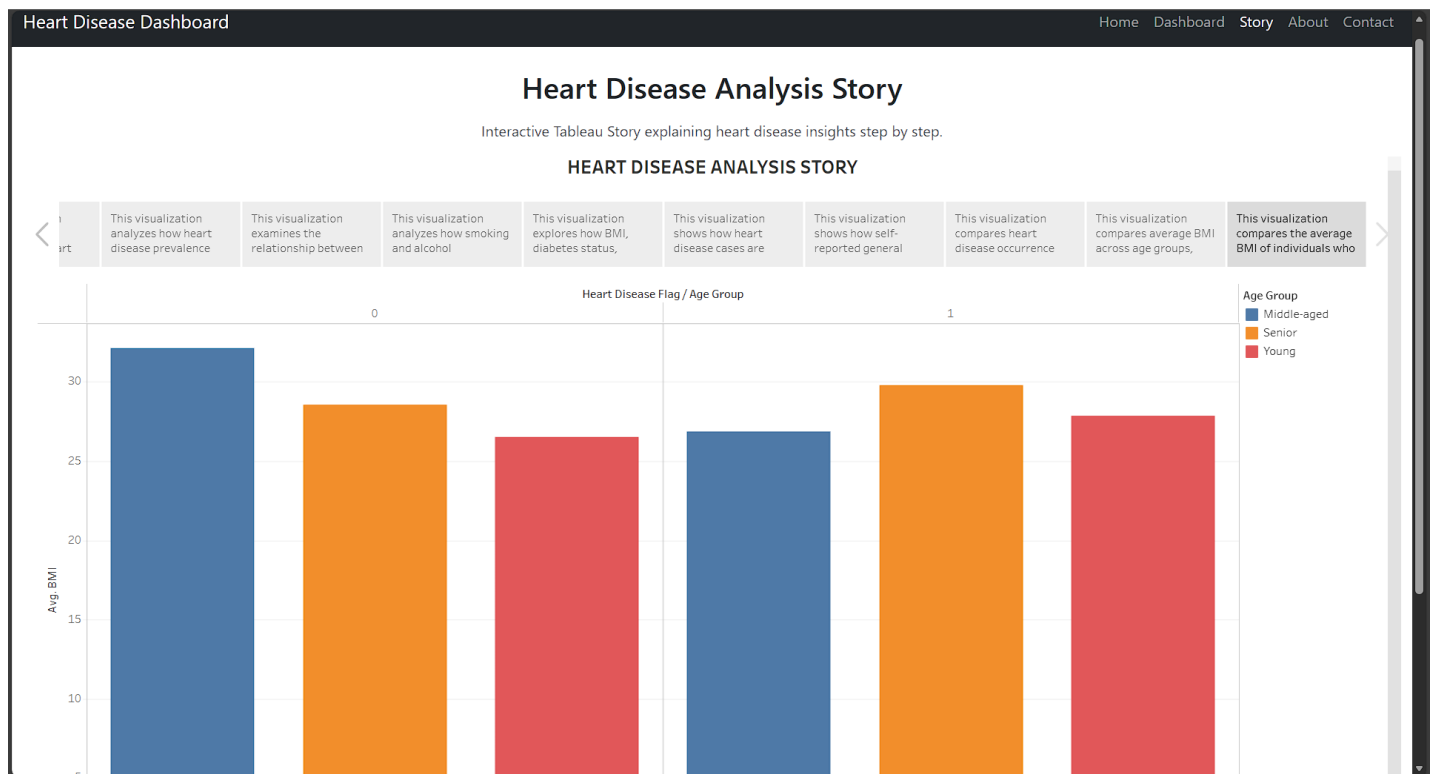 Heart Disease Dashboard
Home Dashboard Story About Contact
Heart Disease Analysis Story
Interactive Tableau Story explaining heart disease insights step by step.
HEART DISEASE ANALYSIS STORY
This visualization
analyzes how heart
disease prevalence
This visualization
examines the
relationship between
This visualization
analyzes how smoking
and alcohol
This visualization
explores how BMI,
diabetes status,
This visualization
shows how heart
disease cases are
This visualization
shows how self-
reported general
This visualization
compares heart
disease occurrence
This visualization
compares average BMI
across age groups,
This visualization
compares the average
BMI of individuals who
Heart Disease Flag / Age Group
0
1
Age Group
Middle-aged
Senior
Young
30
25
20
15
10
Avg. BMI